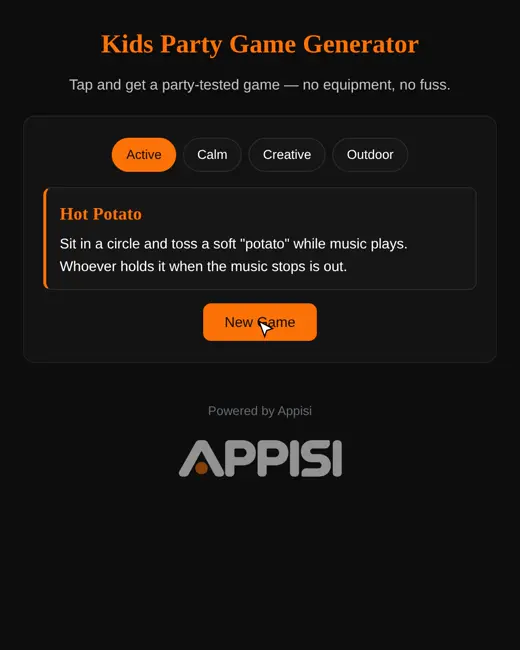 Kids Party Game Generator
Tap and get a party-tested game — no equipment, no fuss.
Active Calm Creative Outdoor
Hot Potato
Sit in a circle and toss a soft "potato" while music plays.
Whoever holds it when the music stops is out.
New Game
Powered by Appisi
APPISI